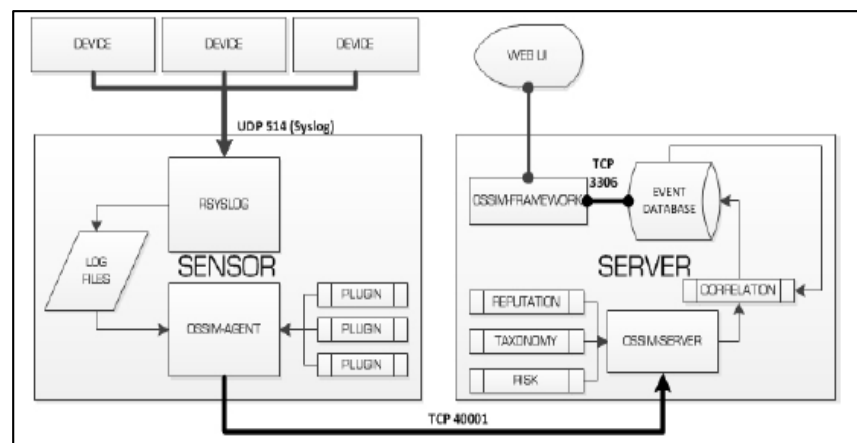 DEVICE
DEVICE
DEVICE
WEB UI
UDP 514 (Syslog)
TCP
3306
RSYSLOG
OSSIM-FRAMEWORK
EVENT
DATABASE
LOG
FILES
SENSOR
SERVER
PLUGIN
PLUGIN
PLUGIN
OSSIM-AGENT
REPUTATION
TAXONOMY
RISK
CORRELATION
OSSIM-SERVER
TCP 40001